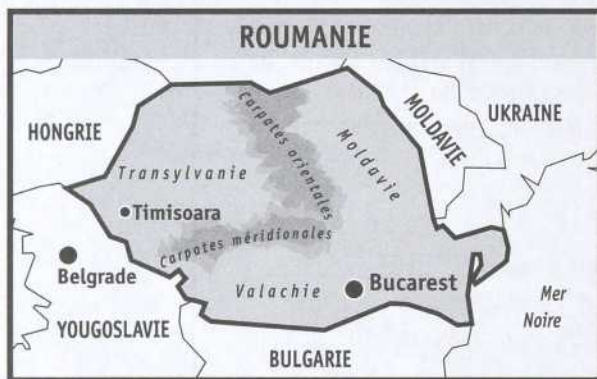 ROUMANIE
HONGRIE
MOLDAVIE
UKRAINE
Carpates orientales
Moldavie
Transylvanie
Timisoara
Carpates méridionales
Belgrade
Valachie
Bucarest
Mer
Noire
YOUGOSLAVIE
BULGARIE